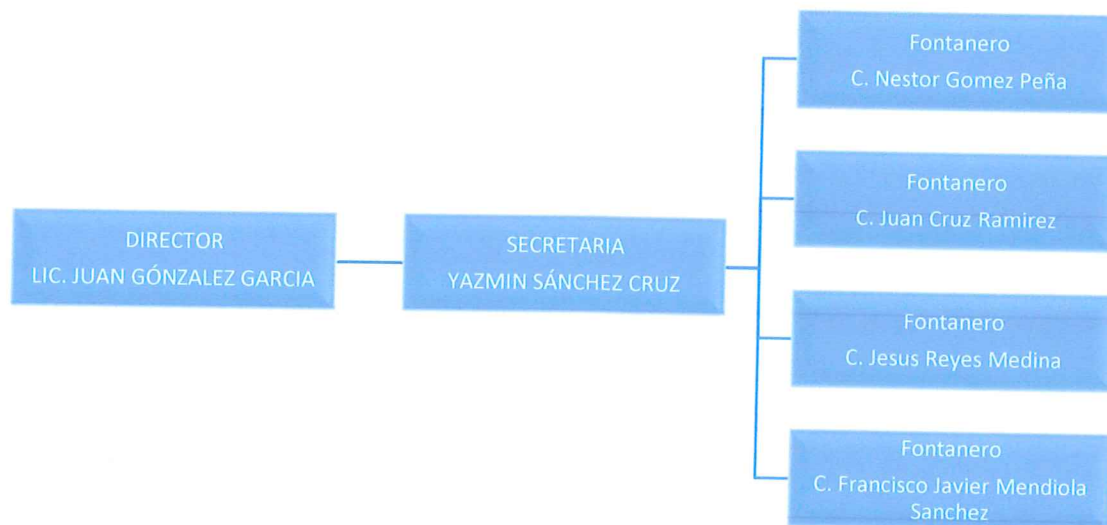 DIRECTOR
LIC. JUAN GÓNZALEZ GARCIA
SECRETARIA
YAZMIN SÁNCHEZ CRUZ
Fontanero
C. Nestor Gomez Peña
Fontanero
C. Juan Cruz Ramirez
Fontanero
C. Jesus Reyes Medina
Fontanero
C. Francisco Javier Mendiola
Sanchez